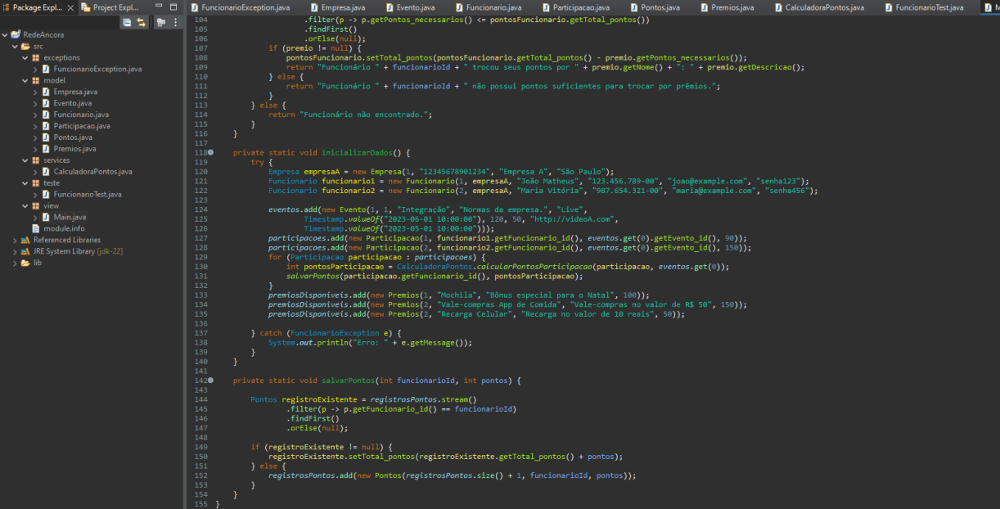 Package Expl... Project Expl...
RedeAncora
src
exceptions
FuncionarioException.java
model
Empresa.java
Evento.java
Funcionario.java
Participacao.java
Pontos.java
Premios.java
services
CalculadoraPontos.java
teste
FuncionarioTest.java
view
Main.java
module.info
Referenced Libraries
JRE System Library [jdk-22]
lib
FuncionarioException.java Empresa.java Evento.java Funcionario.java Participacao.java Pontos.java Premios.java CalculadoraPontos.java FuncionarioTest.java
104 .filter(p -> p.getPontos_necessarios() <= pontosFuncionario.getTotal_pontos())
105 .findFirst()
106 .orElse(null);
107 if (premio != null) {
108 pontosFuncionario.setTotal_pontos(pontosFuncionario.getTotal_pontos() - premio.getPontos_necessarios());
109 return "Funcionário " + funcionarioId + " trocou seus pontos por " + premio.getNome() + ": " + premio.getDescricao();
110 } else {
111 return "Funcionário " + funcionarioId + " não possui pontos suficientes para trocar por prêmios.";
112 }
113 } else {
114 return "Funcionário não encontrado.";
115 }
116 }
117
118 private static void inicializarDados() {
119 try {
120 Empresa empresaA = new Empresa(1, "12345678901234", "Empresa A", "São Paulo");
121 Funcionario funcionario1 = new Funcionario(1, empresaA, "João Matheus", "123.456.789-00", "joao@example.com", "senha123");
122 Funcionario funcionario2 = new Funcionario(2, empresaA, "Maria Vitória", "987.654.321-00", "maria@example.com", "senha456");
123
124 eventos.add(new Evento(1, 1, "Integração", "Normas da empresa.", "Live",
125 Timestamp.valueOf("2023-06-01 10:00:00"), 120, 50, "http://videoA.com",
126 Timestamp.valueOf("2023-05-01 10:00:00")));
127 participacoes.add(new Participacao(1, funcionario1.getFuncionario_id(), eventos.get(0).getEvento_id(), 90));
128 participacoes.add(new Participacao(2, funcionario2.getFuncionario_id(), eventos.get(0).getEvento_id(), 150));
129 for (Participacao participacao : participacoes) {
130 int pontosParticipacao = CalculadoraPontos.calcularPontosParticipacao(participacao, eventos.get(0));
131 salvarPontos(participacao.getFuncionario_id(), pontosParticipacao);
132 }
133 premiosDisponiveis.add(new Premios(1, "Mochila", "Bônus especial para o Natal", 100));
134 premiosDisponiveis.add(new Premios(2, "Vale-compras App de Comida", "Vale-compras no valor de R$ 50", 150));
135 premiosDisponiveis.add(new Premios(2, "Recarga Celular", "Recarga no valor de 10 reais", 50));
136
137 } catch (FuncionarioException e) {
138 System.out.println("Erro: " + e.getMessage());
139 }
140 }
141
142 private static void salvarPontos(int funcionarioId, int pontos) {
143
144 Pontos registroExistente = registrosPontos.stream()
145 .filter(p -> p.getFuncionario_id() == funcionarioId)
146 .findFirst()
147 .orElse(null);
148
149 if (registroExistente != null) {
150 registroExistente.setTotal_pontos(registroExistente.getTotal_pontos() + pontos);
151 } else {
152 registrosPontos.add(new Pontos(registrosPontos.size() + 1, funcionarioId, pontos));
153 }
154 }
155 }